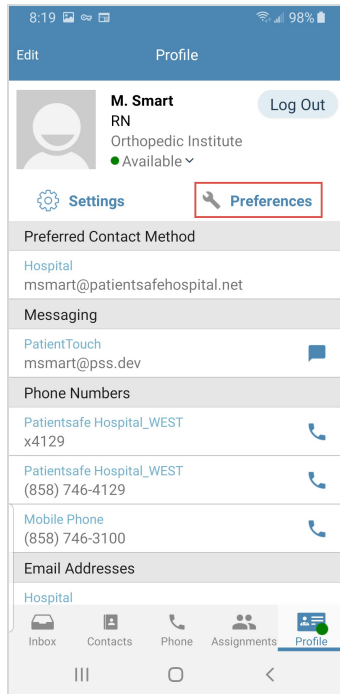 8:19 98%
Edit Profile
M. Smart
RN
Orthopedic Institute
Available
Log Out
Settings Preferences
Preferred Contact Method
Hospital
msmart@patientsafehospital.net
Messaging
PatientTouch
msmart@pss.dev
Phone Numbers
Patientsafe Hospital_WEST
x4129
Patientsafe Hospital_WEST
(858) 746-4129
Mobile Phone
(858) 746-3100
Email Addresses
Hospital
Inbox Contacts Phone Assignments Profile